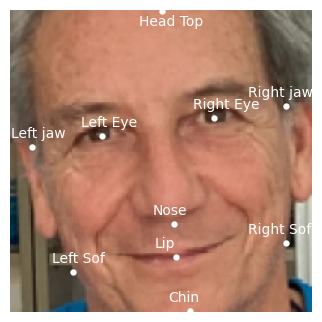 Head Top
Right jaw
Right Eye
Left Eye
Left jaw
Nose
Right Sof
Lip
Left Sof
Chin